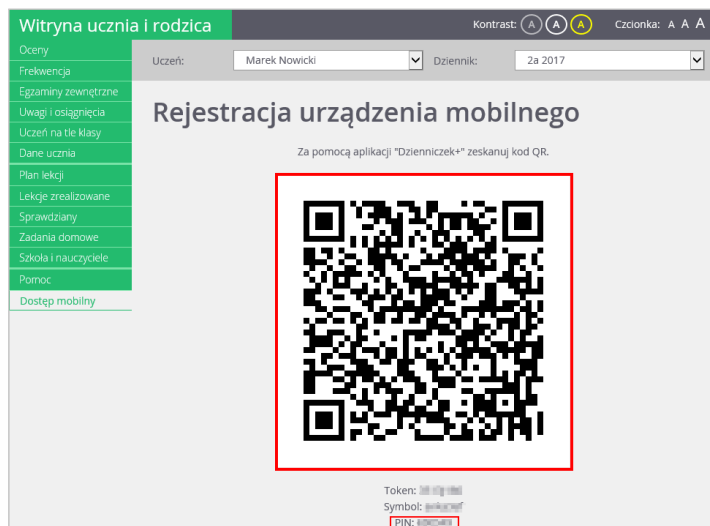 Witryna ucznia i rodzica
Kontrast: A A A Czcionka: A A A
Uczeń: Marek Nowicki Dziennik: 2a 2017
Oceny
Frekwencja
Egzaminy zewnętrzne
Uwagi i osiągnięcia
Uczeń na tle klasy
Dane ucznia
Plan lekcji
Lekcje zrealizowane
Sprawdziany
Zadania domowe
Szkoła i nauczyciele
Pomoc
Dostęp mobilny
Rejestracja urządzenia mobilnego
Za pomocą aplikacji "Dzienniczek+" zeskanuj kod QR.
Token:
Symbol:
PIN: